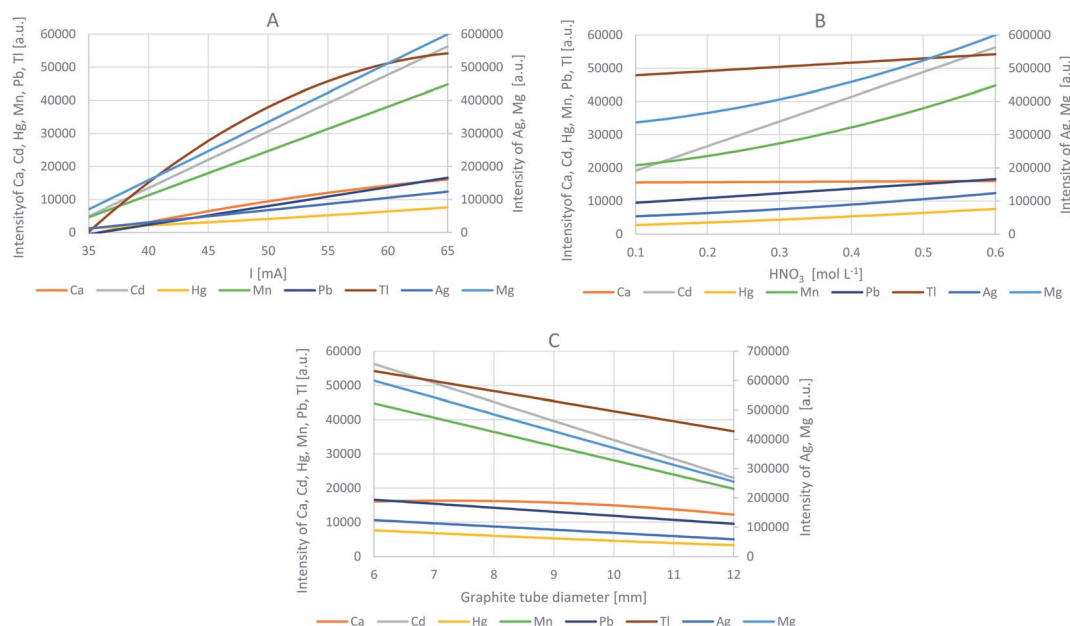 A
Intensityof Ca, Cd, Hg, Mn, Pb, Tl [a.u.]
60000
50000
40000
30000
20000
10000
0
35 40 45 50 55 60 65
I [mA]
600000
500000
400000
300000
200000
100000
0
Intensity of Ag, Mg [a.u.]
Ca Cd Hg Mn Pb Tl Ag Mg
B
Intensity of Ca, Cd, Hg, Mn, Pb, Tl [a.u.]
60000
50000
40000
30000
20000
10000
0
0.1 0.2 0.3 0.4 0.5 0.6
HNO₃ [mol L⁻¹]
600000
500000
400000
300000
200000
100000
0
Intensity of Ag, Mg [a.u.]
Ca Cd Hg Mn Pb Tl Ag Mg
C
Intensity of Ca, Cd, Hg, Mn, Pb, Tl [a.u.]
60000
50000
40000
30000
20000
10000
0
6 7 8 9 10 11 12
Graphite tube diameter [mm]
700000
600000
500000
400000
300000
200000
100000
0
Intensity of Ag, Mg [a.u.]
Ca Cd Hg Mn Pb Tl Ag Mg